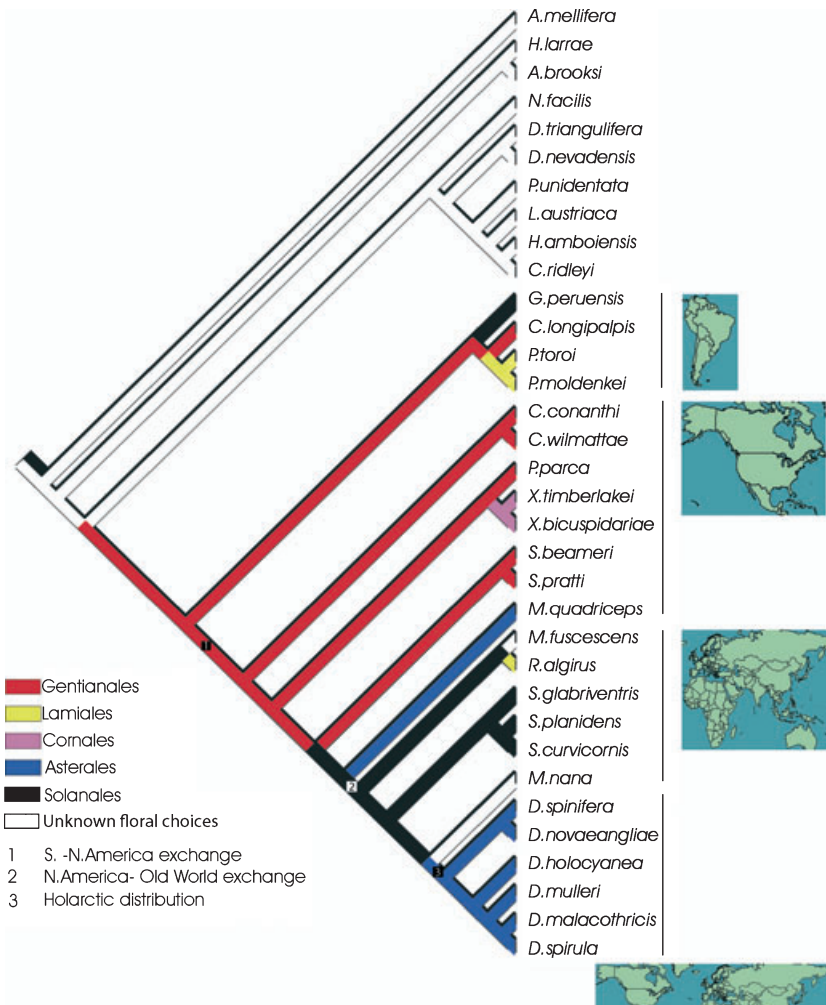 A.mellifera
H.larrae
A.brooksi
N.facilis
D.triangulifera
D.nevadensis
P.unidentata
L.austriaca
H.amboiensis
C.ridleyi
G.peruensis
C.longipalpis
P.toroi
P.moldenkei
C.conanthi
C.wilmattae
P.parca
X.timberlakei
X.bicuspidariae
S.beameri
S.pratti
M.quadriceps
M.fuscescens
R.algirus
S.glabriventris
S.planidens
S.curvicornis
M.nana
D.spinifera
D.novaeangliae
D.holocyanea
D.mulleri
D.malacothricis
D.spirula
1
2
3
Gentianales
Lamiales
Cornales
Asterales
Solanales
Unknown floral choices
1 S. -N.America exchange
2 N.America- Old World exchange
3 Holarctic distribution